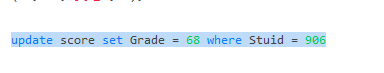 update score set Grade = 68 where Stuid = 906